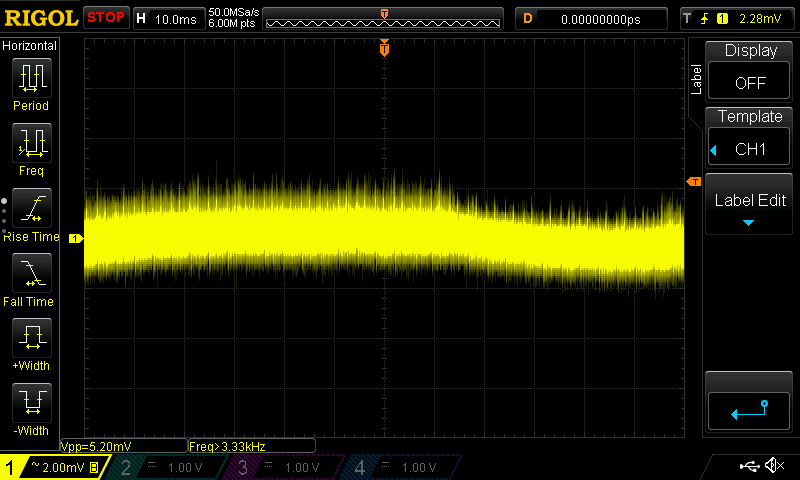 RIGOL STOP H 10.0ms 50.0MSa/s 6.00M pts T D 0.00000000ps T 1 2.28mV
Horizontal
Period
Freq
Rise Time
Fall Time
+Width
-Width
T
T
1
Label
Display
OFF
Template
CH1
Label Edit
Vpp=5.20mV Freq>3.33kHz
1 ~ 2.00mV B 2 1.00 V 3 1.00 V 4 1.00 V